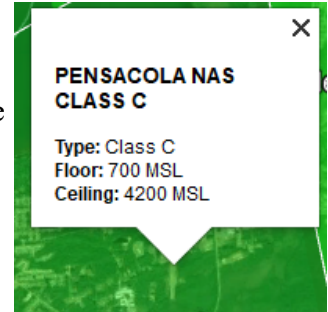 PENSACOLA NAS
CLASS C
Type: Class C
Floor: 700 MSL
Ceiling: 4200 MSL